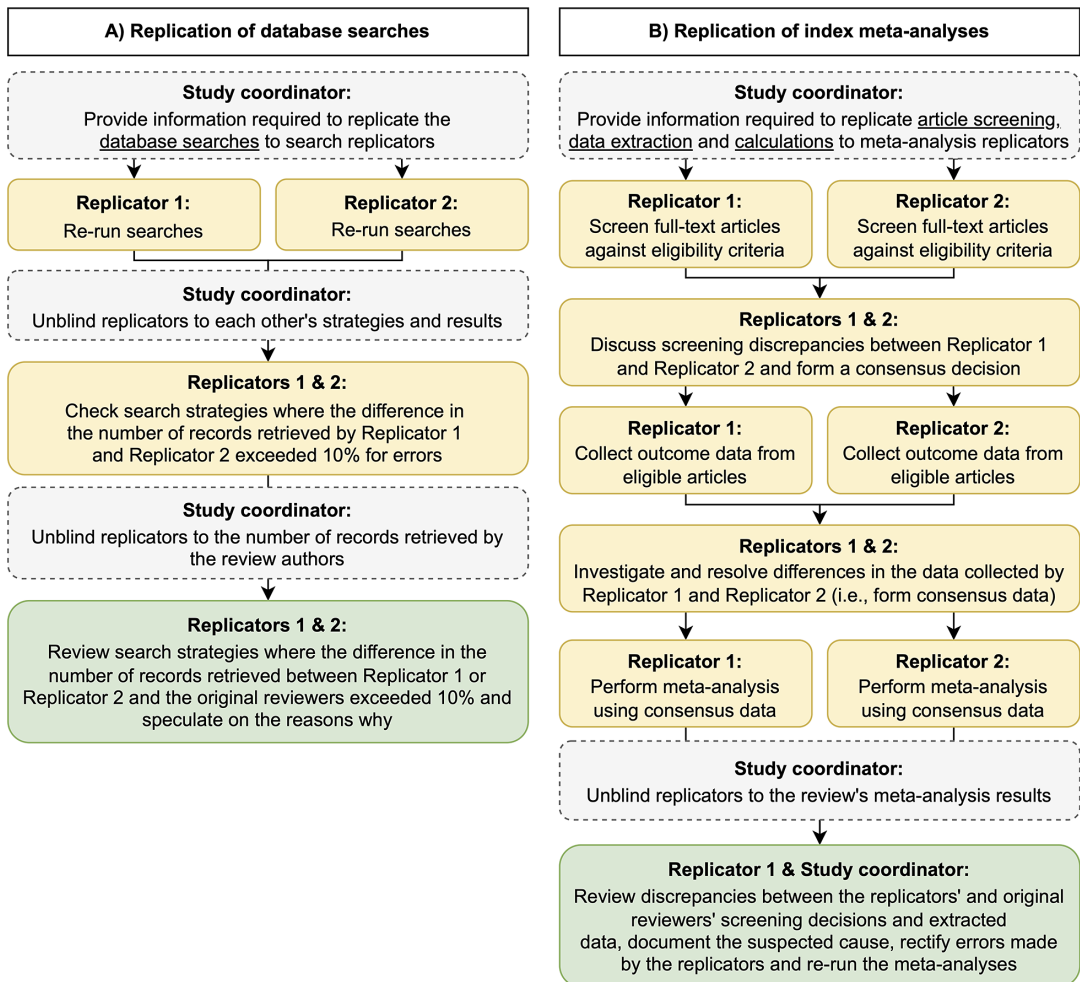 A) Replication of database searches
Study coordinator:
Provide information required to replicate the
database searches to search replicators
Replicator 1:
Re-run searches
Replicator 2:
Re-run searches
Study coordinator:
Unblind replicators to each other's strategies and results
Replicators 1 & 2:
Check search strategies where the difference in
the number of records retrieved by Replicator 1
and Replicator 2 exceeded 10% for errors
Study coordinator:
Unblind replicators to the number of records retrieved by
the review authors
Replicators 1 & 2:
Review search strategies where the difference in the
number of records retrieved between Replicator 1 or
Replicator 2 and the original reviewers exceeded 10% and
speculate on the reasons why
B) Replication of index meta-analyses
Study coordinator:
Provide information required to replicate article screening,
data extraction and calculations to meta-analysis replicators
Replicator 1:
Screen full-text articles
against eligibility criteria
Replicator 2:
Screen full-text articles
against eligibility criteria
Replicators 1 & 2:
Discuss screening discrepancies between Replicator 1
and Replicator 2 and form a consensus decision
Replicator 1:
Collect outcome data from
eligible articles
Replicator 2:
Collect outcome data from
eligible articles
Replicators 1 & 2:
Investigate and resolve differences in the data collected by
Replicator 1 and Replicator 2 (i.e., form consensus data)
Replicator 1:
Perform meta-analysis
using consensus data
Replicator 2:
Perform meta-analysis
using consensus data
Study coordinator:
Unblind replicators to the review's meta-analysis results
Replicator 1 & Study coordinator:
Review discrepancies between the replicators' and original
reviewers' screening decisions and extracted
data, document the suspected cause, rectify errors made
by the replicators and re-run the meta-analyses